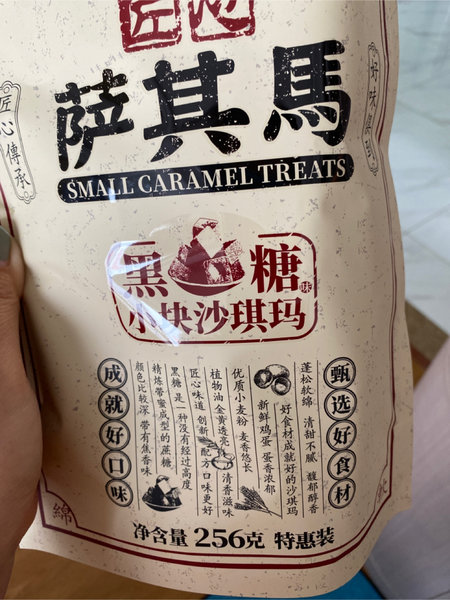 匠心
萨其馬
SMALL CARAMEL TREATS
匠心傳承
好味俱到
黑糖味
小块沙琪玛
甄选好食材
蓬松软绵 清甜不腻 馥郁醇香
好食材成就好的沙琪玛
新鲜鸡蛋 蛋香浓郁
优质小麦粉 麦香悠长
植物油 金黄透亮 清香滋味
匠心味道 创新配方 口味更好
黑糖是一种没有经过高度
精炼带蜜成型的蔗糖,
颜色比较深 带有焦香味
成就好口味
綿
净含量 256克 特惠装